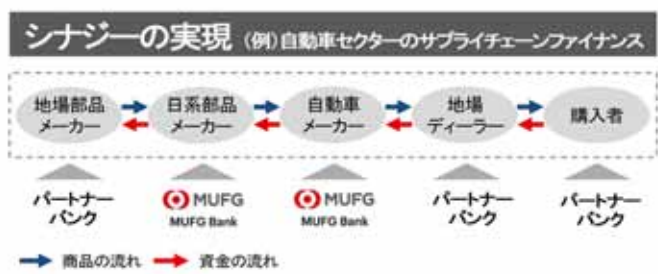 シナジーの実現 (例)自動車セクターのサプライチェーンファイナンス
地場部品
メーカー
日系部品
メーカー
自動車
メーカー
地場
ディーラー
購入者
パートナー
バンク
MUFG
MUFG Bank
MUFG
MUFG Bank
パートナー
バンク
パートナー
バンク
商品の流れ 資金の流れ